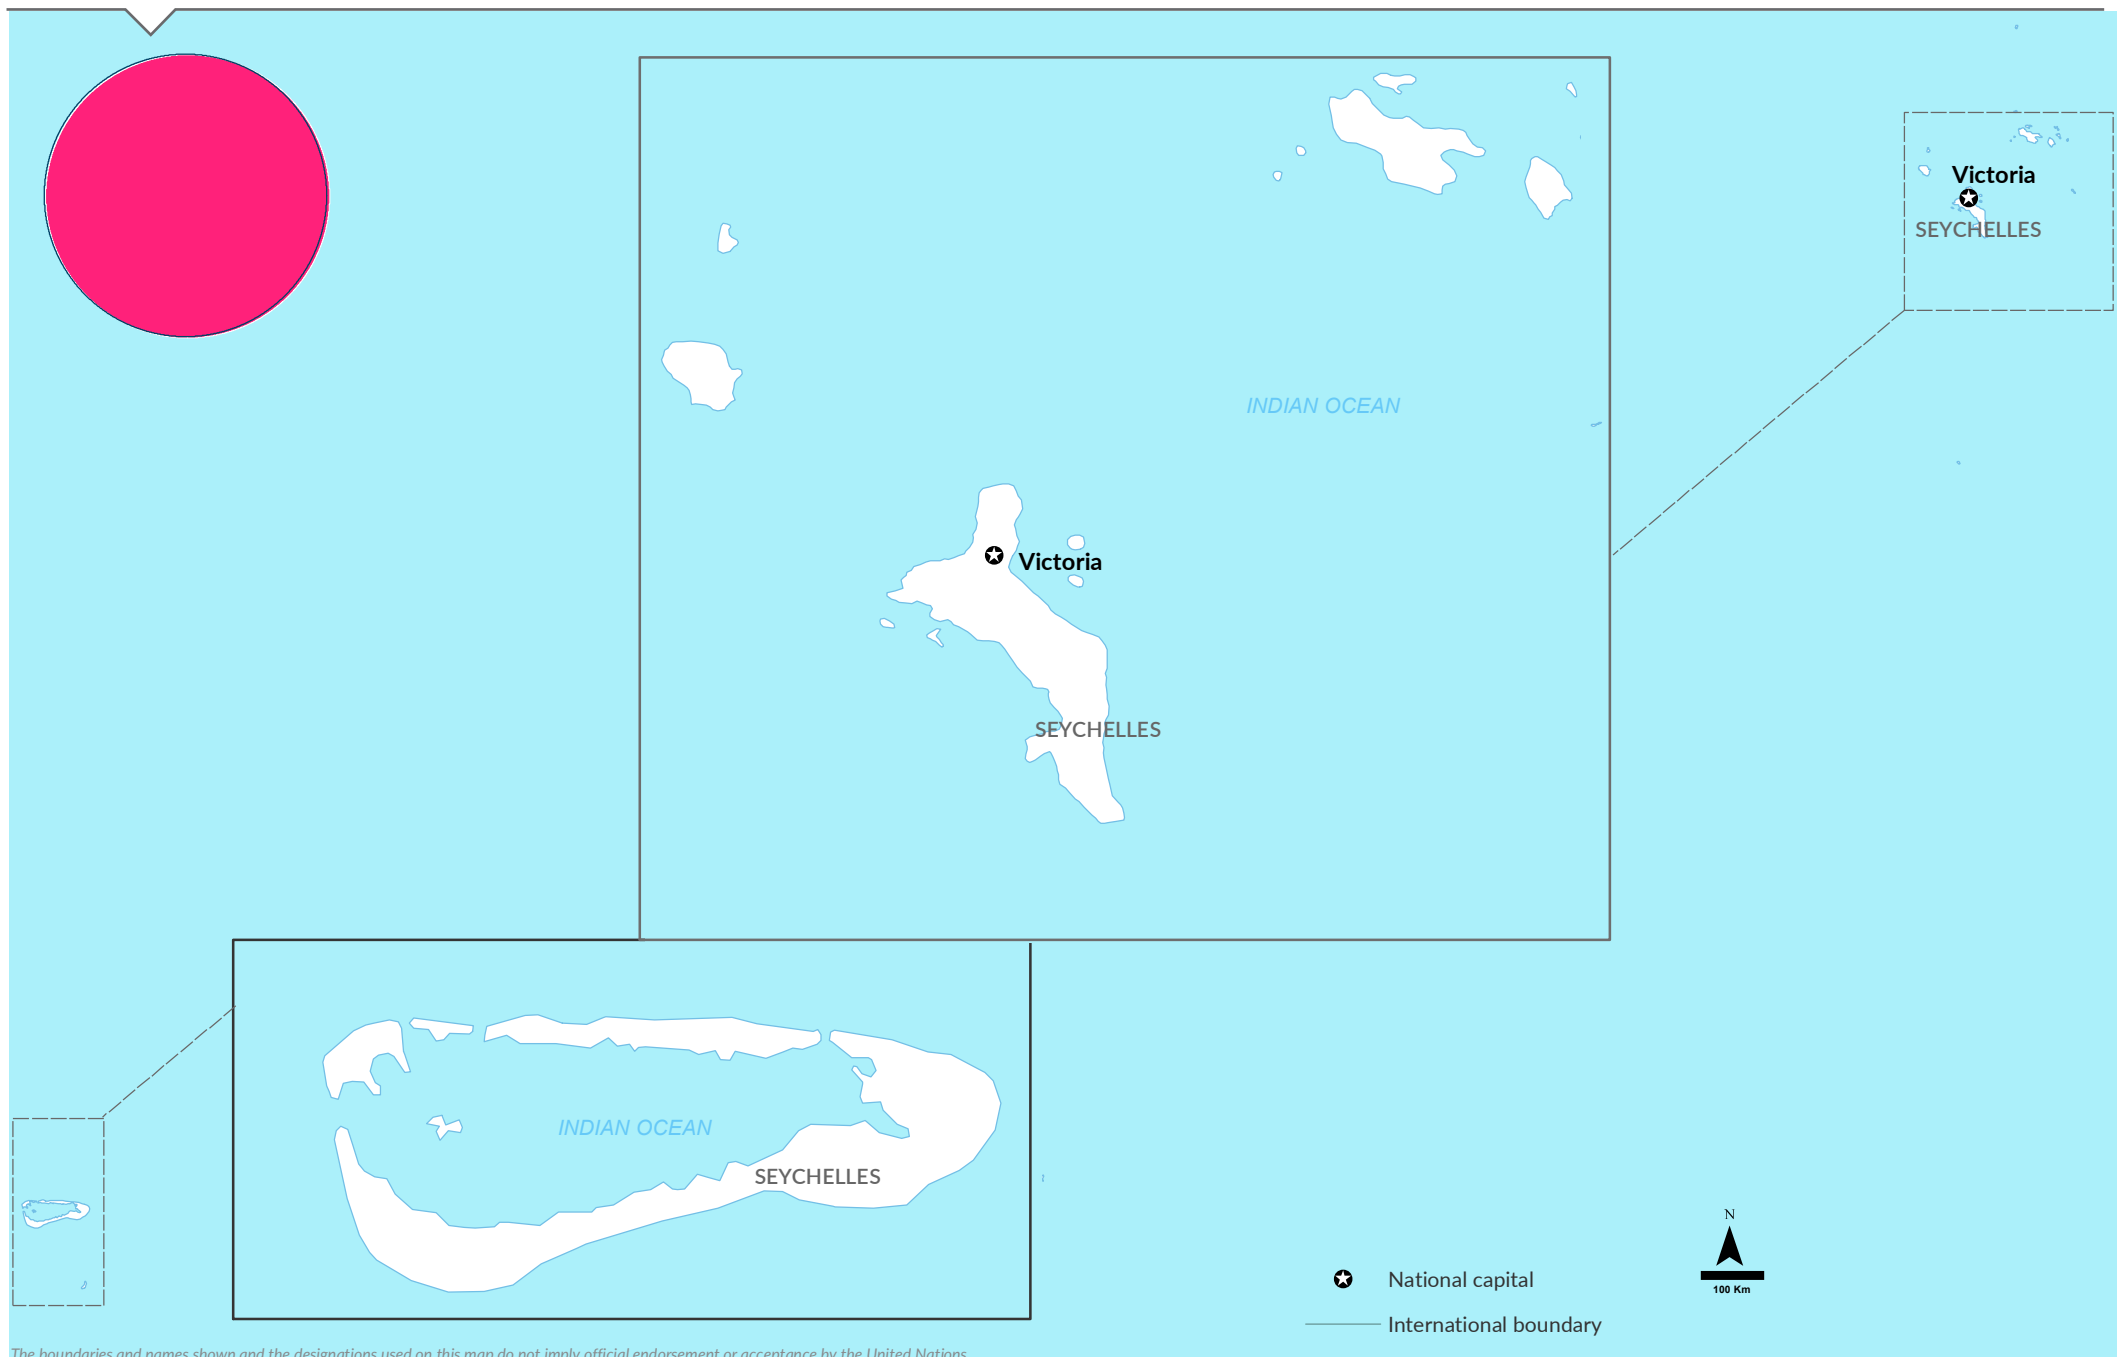 Victoria
SEYCHELLES
INDIAN OCEAN
Victoria
SEYCHELLES
INDIAN OCEAN
SEYCHELLES
N
100 Km
National capital
International boundary
The boundaries and names shown and the designations used on this map do not imply official endorsement or acceptance by the United Nations.